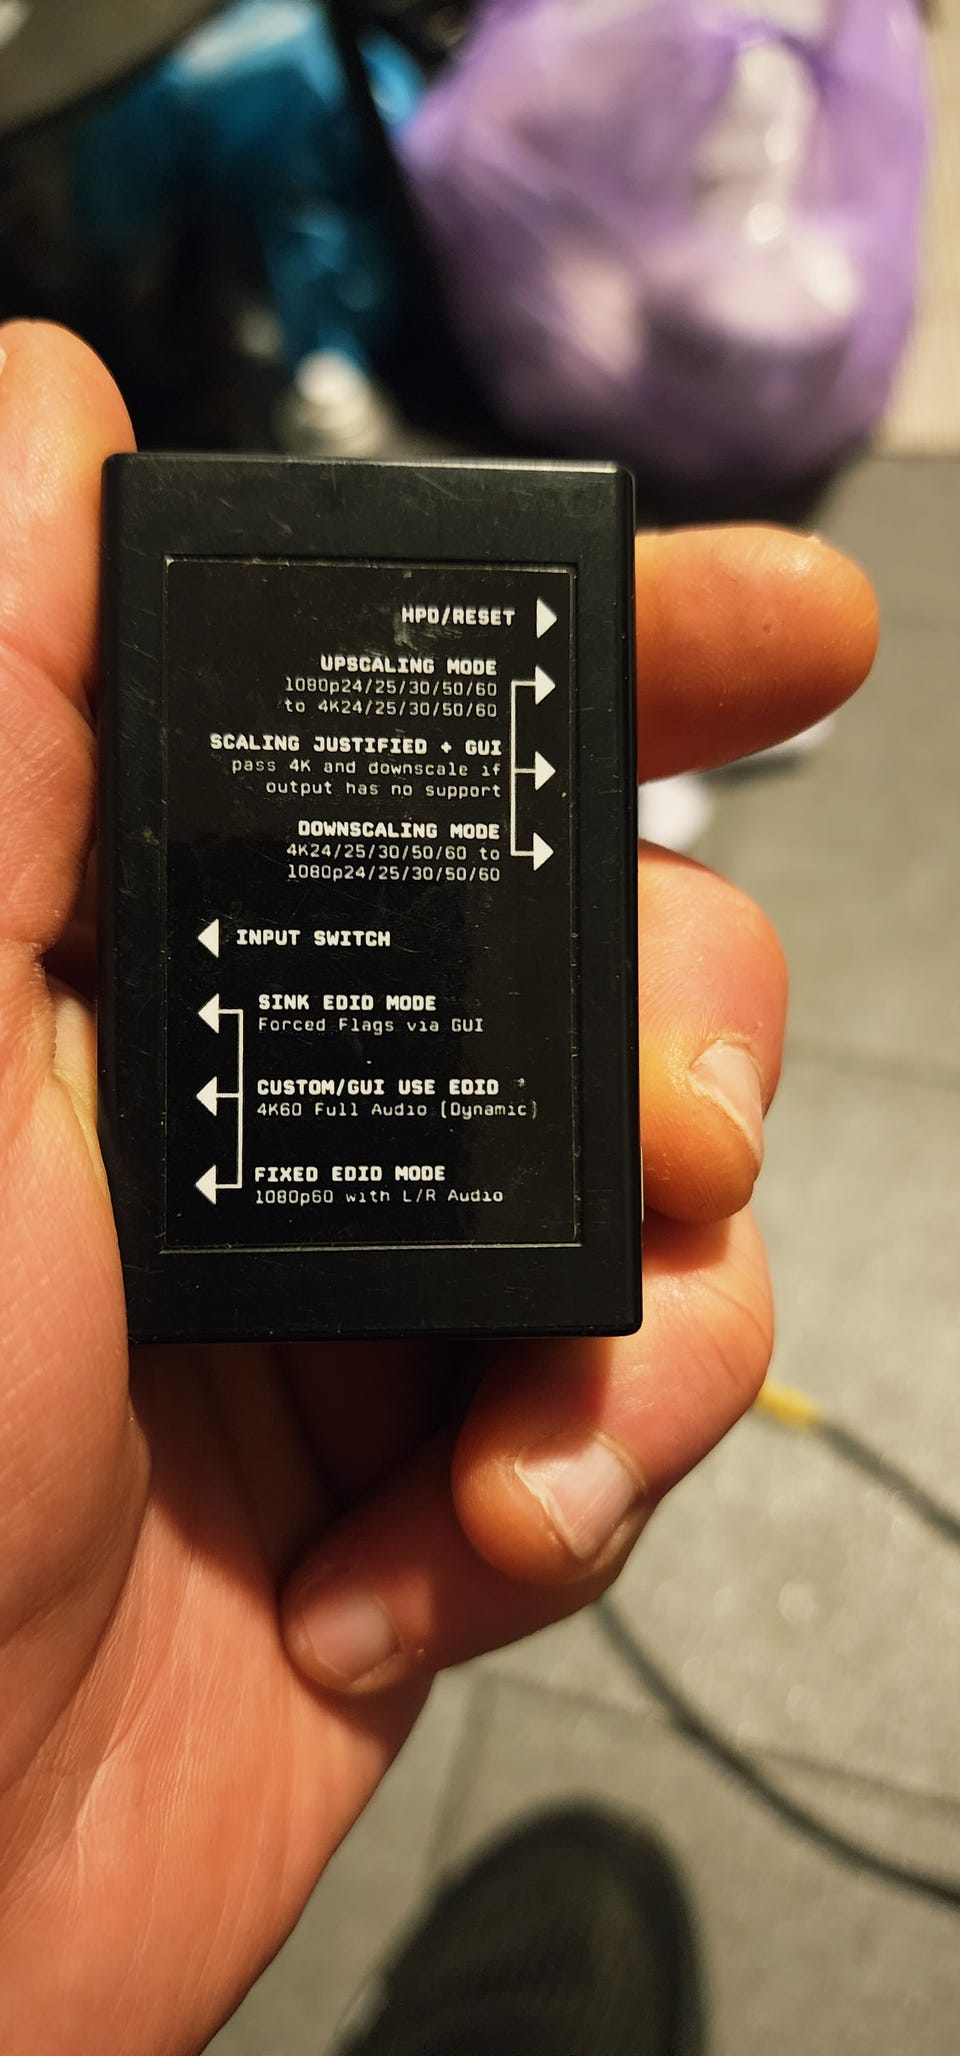 HPD/RESET
UPSCALING MODE
1080p24/25/30/50/60
to 4K24/25/30/50/60
SCALING JUSTIFIED + GUI
pass 4K and downscale if
output has no support
DOWNSCALING MODE
4K24/25/30/50/60 to
1080p24/25/30/50/60
INPUT SWITCH
SINK EDID MODE
Forced Flags via GUI
CUSTOM/GUI USE EDID
4K60 Full Audio (Dynamic)
FIXED EDID MODE
1080p60 with L/R Audio